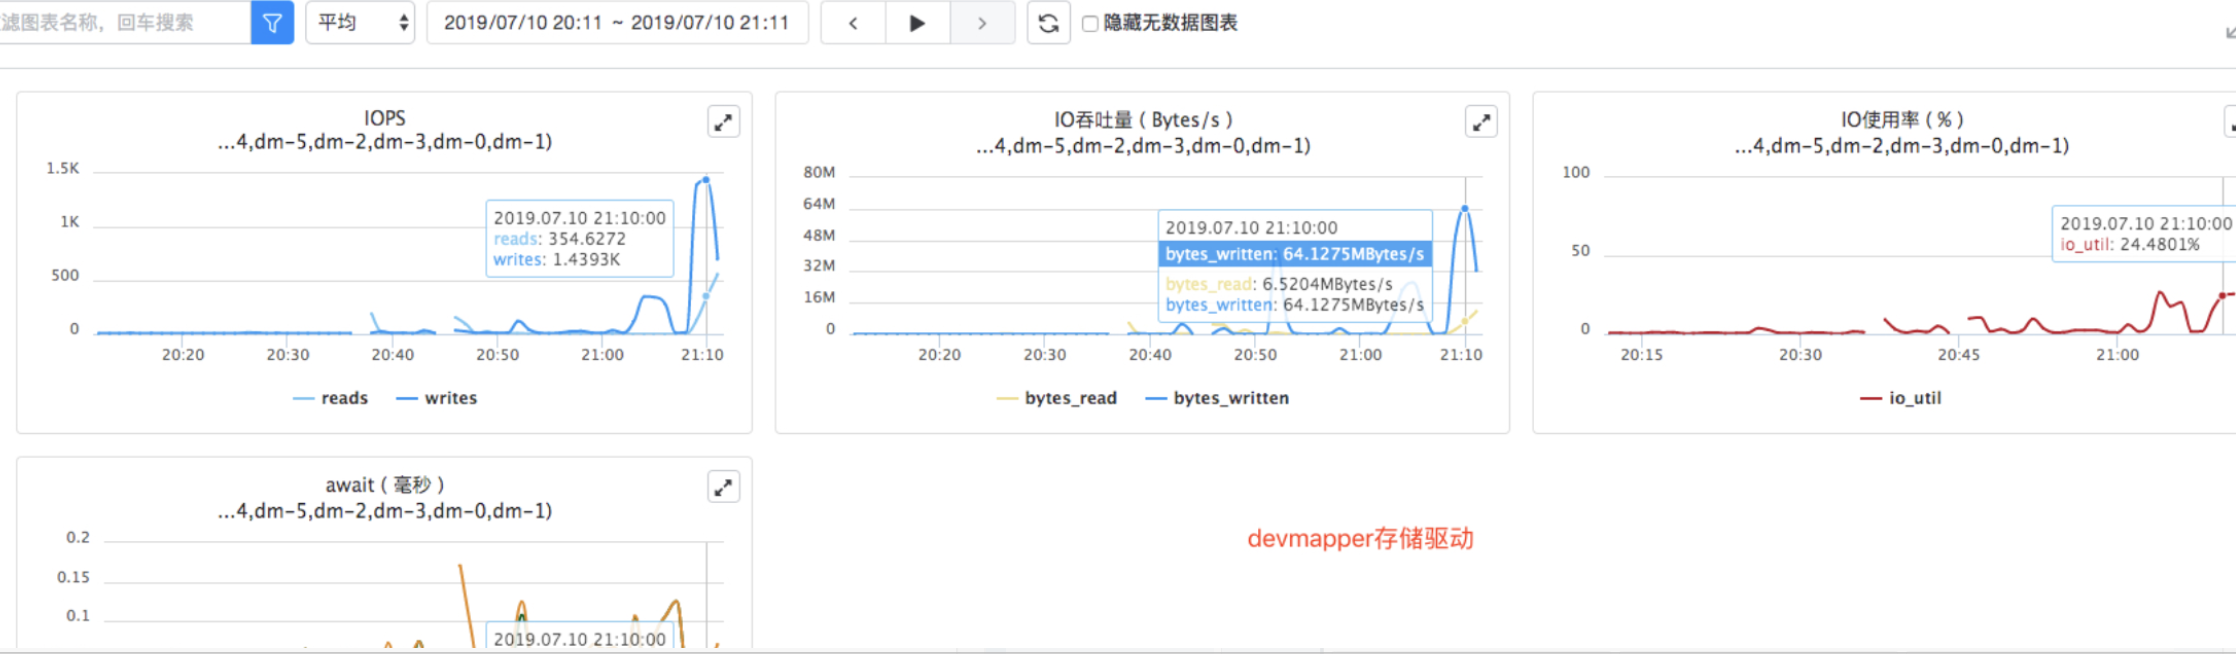 滤图表名称，回车搜索 平均 2019/07/10 20:11 ~ 2019/07/10 21:11 隐藏无数据图表
IOPS
...4,dm-5,dm-2,dm-3,dm-0,dm-1)
1.5K
1K
500
0
2019.07.10 21:10:00
reads: 354.6272
writes: 1.4393K
20:20 20:30 20:40 20:50 21:00 21:10
reads writes
IO吞吐量 ( Bytes/s )
...4,dm-5,dm-2,dm-3,dm-0,dm-1)
80M
64M
48M
32M
16M
0
2019.07.10 21:10:00
bytes_written: 64.1275MBytes/s
bytes_read: 6.5204MBytes/s
bytes_written: 64.1275MBytes/s
20:20 20:30 20:40 20:50 21:00 21:10
bytes_read bytes_written
IO使用率 ( % )
...4,dm-5,dm-2,dm-3,dm-0,dm-1)
100
50
0
2019.07.10 21:10:00
io_util: 24.4801%
20:15 20:30 20:45 21:00
io_util
await ( 毫秒 )
...4,dm-5,dm-2,dm-3,dm-0,dm-1)
0.2
0.15
0.1
2019.07.10 21:10:00
devmapper存储驱动